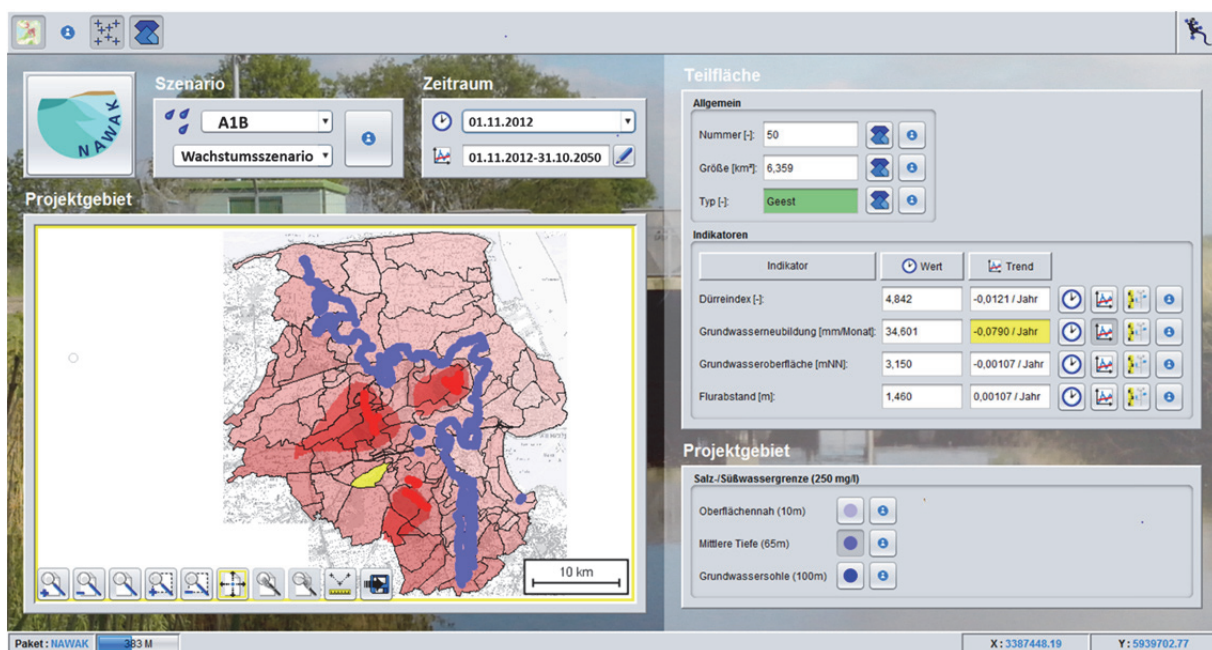 Szenario
A1B
Wachstumsszenario
Zeitraum
01.11.2012
01.11.2012-31.10.2050
NAWAK
Projektgebiet
10 km
Teilfläche
Allgemein
Nummer [-]: 50
Größe [km²]: 6,359
Typ [-]: Geest
Indikatoren
Indikator Wert Trend
Dürreindex [-]: 4,842 -0,0121 / Jahr
Grundwasserneubildung [mm/Monat]: 34,601 -0,0790 / Jahr
Grundwasseroberfläche [mNN]: 3,150 -0,00107 / Jahr
Flurabstand [m]: 1,460 0,00107 / Jahr
Projektgebiet
Salz-/Süßwassergrenze (250 mg/l)
Oberflächennah (10m)
Mittlere Tiefe (65m)
Grundwassersohle (100m)
Paket: NAWAK 383 M X: 3387448.19 Y: 5939702.77